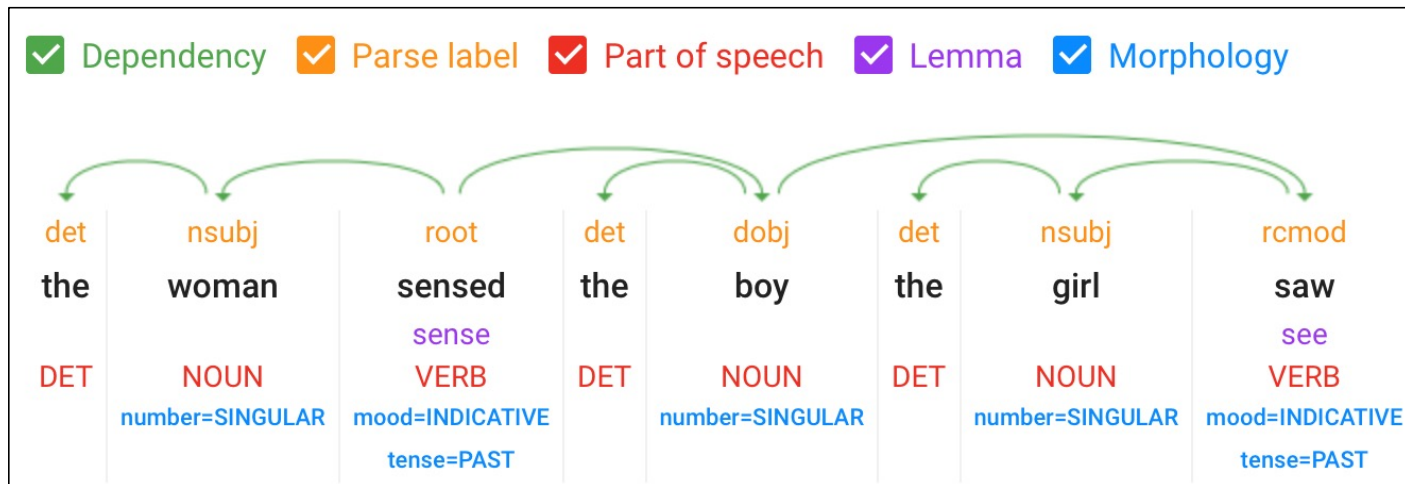 Dependency Parse label Part of speech Lemma Morphology
det nsubj root det dobj det nsubj rcmod
the woman sensed the boy the girl saw
sense see
DET NOUN VERB DET NOUN DET NOUN VERB
number=SINGULAR mood=INDICATIVE number=SINGULAR number=SINGULAR mood=INDICATIVE
tense=PAST tense=PAST